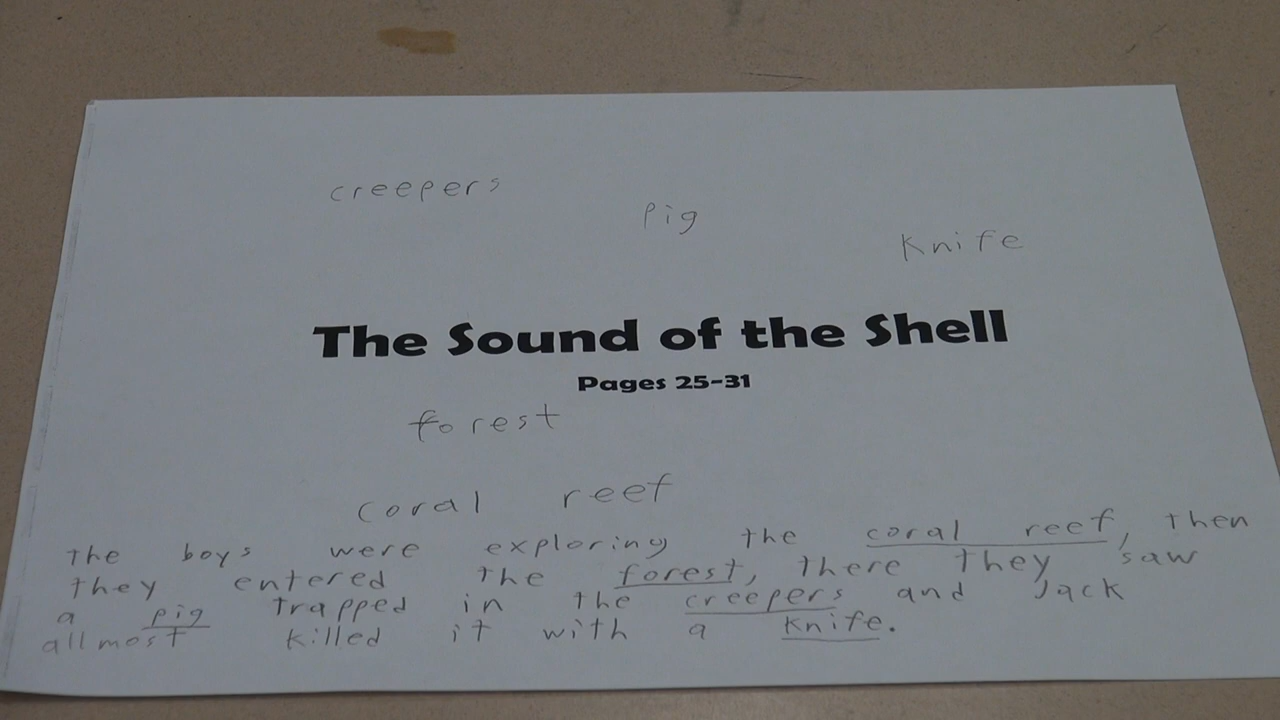 creepers
pig
knife
The Sound of the Shell
Pages 25-31
forest
coral reef
The boys were exploring the coral reef, then
they entered the forest, there they saw
a pig trapped in the creepers and Jack
allmost killed it with a knife.